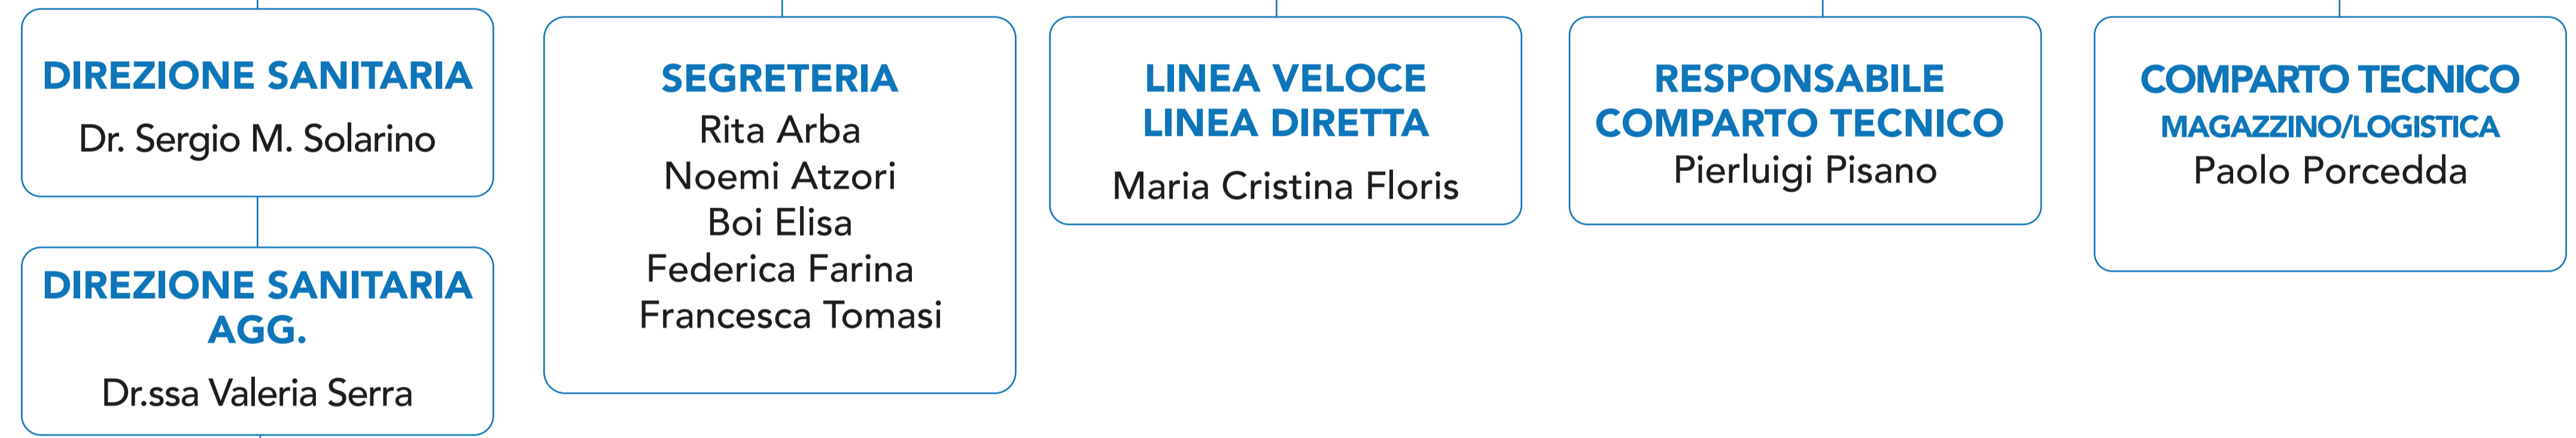 DIREZIONE SANITARIA
Dr. Sergio M. Solarino
DIREZIONE SANITARIA
AGG.
Dr.ssa Valeria Serra
SEGRETERIA
Rita Arba
Noemi Atzori
Boi Elisa
Federica Farina
Francesca Tomasi
LINEA VELOCE
LINEA DIRETTA
Maria Cristina Floris
RESPONSABILE
COMPARTO TECNICO
Pierluigi Pisano
COMPARTO TECNICO
MAGAZZINO/LOGISTICA
Paolo Porcedda